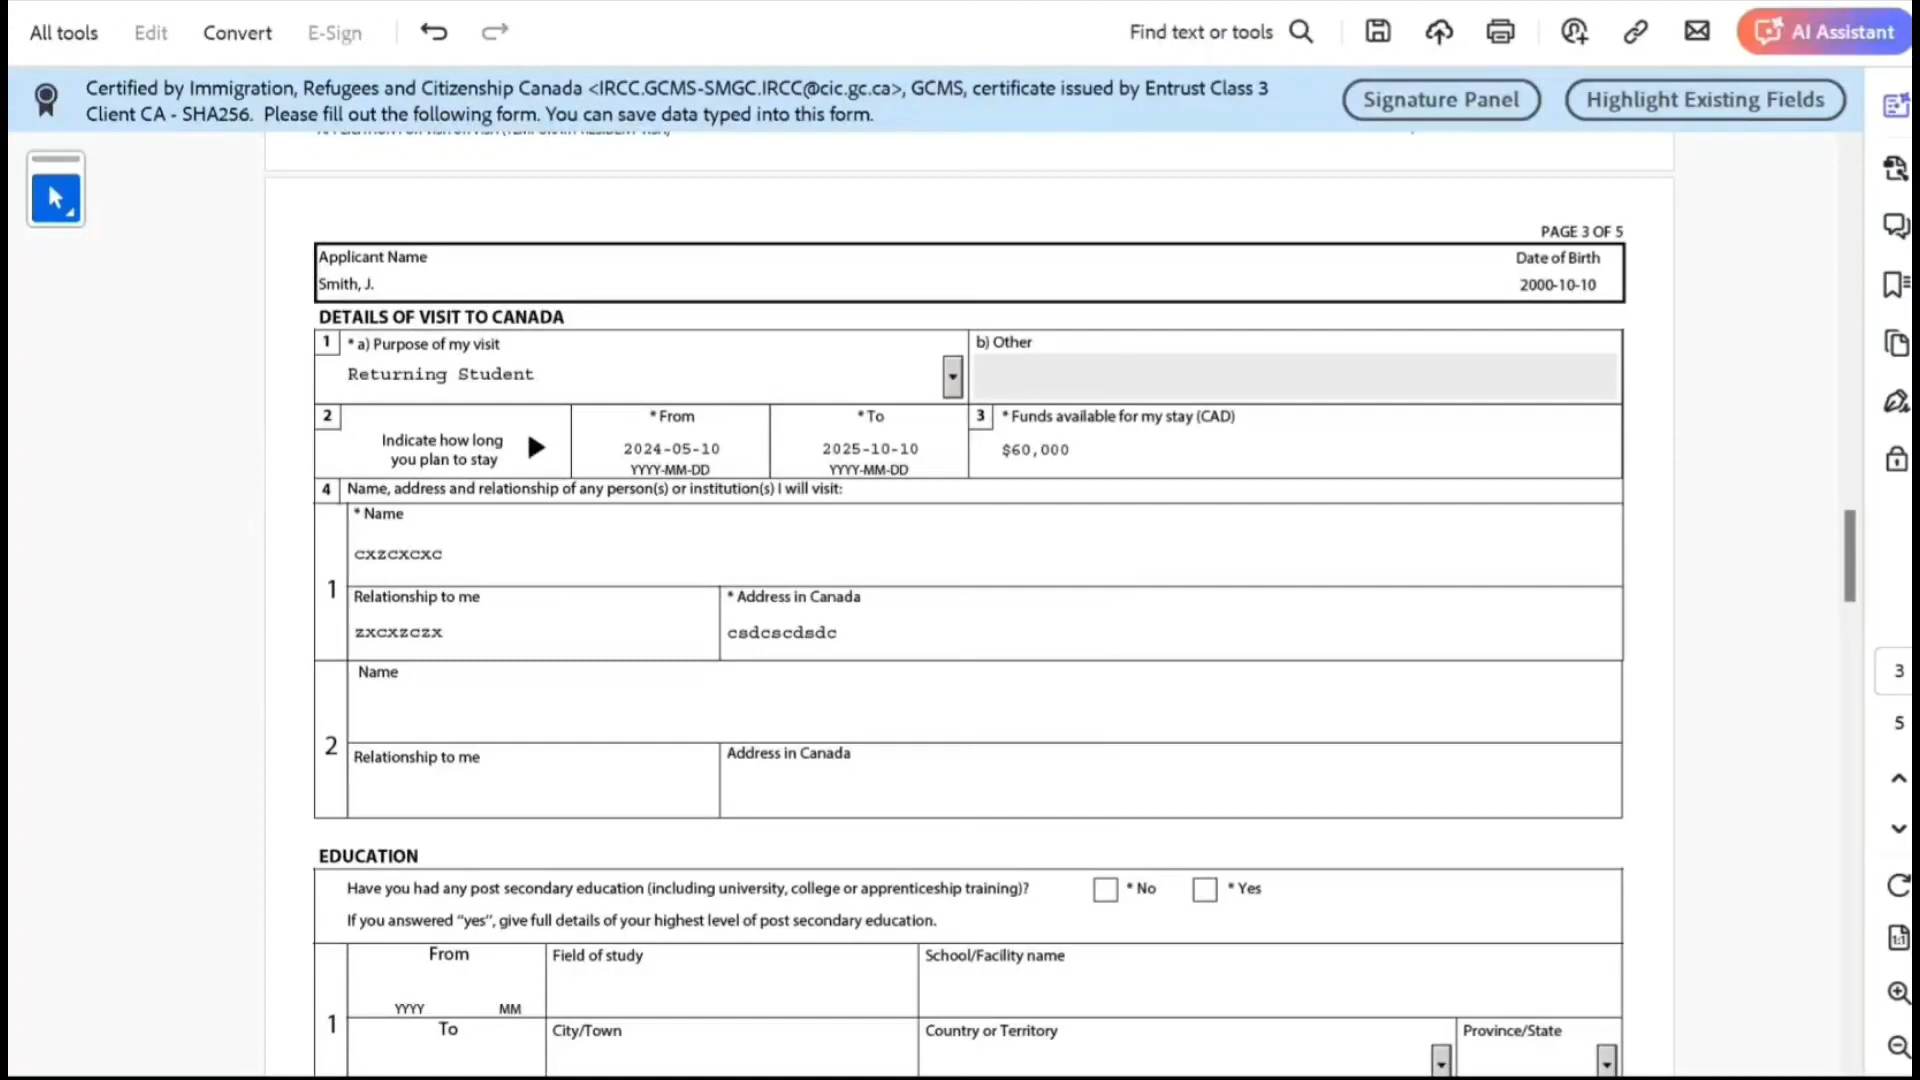 All tools Edit Convert E-Sign Find text or tools AI Assistant
Certified by Immigration, Refugees and Citizenship Canada <IRCC.GCMS-SMGC.IRCC@cic.gc.ca>, GCMS, certificate issued by Entrust Class 3
Client CA - SHA256. Please fill out the following form. You can save data typed into this form.
Signature Panel Highlight Existing Fields
PAGE 3 OF 5
Applicant Name Date of Birth
Smith, J. 2000-10-10
DETAILS OF VISIT TO CANADA
1 * a) Purpose of my visit b) Other
Returning Student
2 * From * To 3 * Funds available for my stay (CAD)
Indicate how long
you plan to stay
2024-05-10 2025-10-10 $60,000
YYYY-MM-DD YYYY-MM-DD
4 Name, address and relationship of any person(s) or institution(s) I will visit:
* Name
cxzcxcxc
1
Relationship to me * Address in Canada
zxcxzczx csdcscdsdc
Name
2
Relationship to me Address in Canada
EDUCATION
Have you had any post secondary education (including university, college or apprenticeship training)? * No * Yes
If you answered "yes", give full details of your highest level of post secondary education.
From Field of study School/Facility name
YYYY MM
1
To City/Town Country or Territory Province/State
3
5
1:1